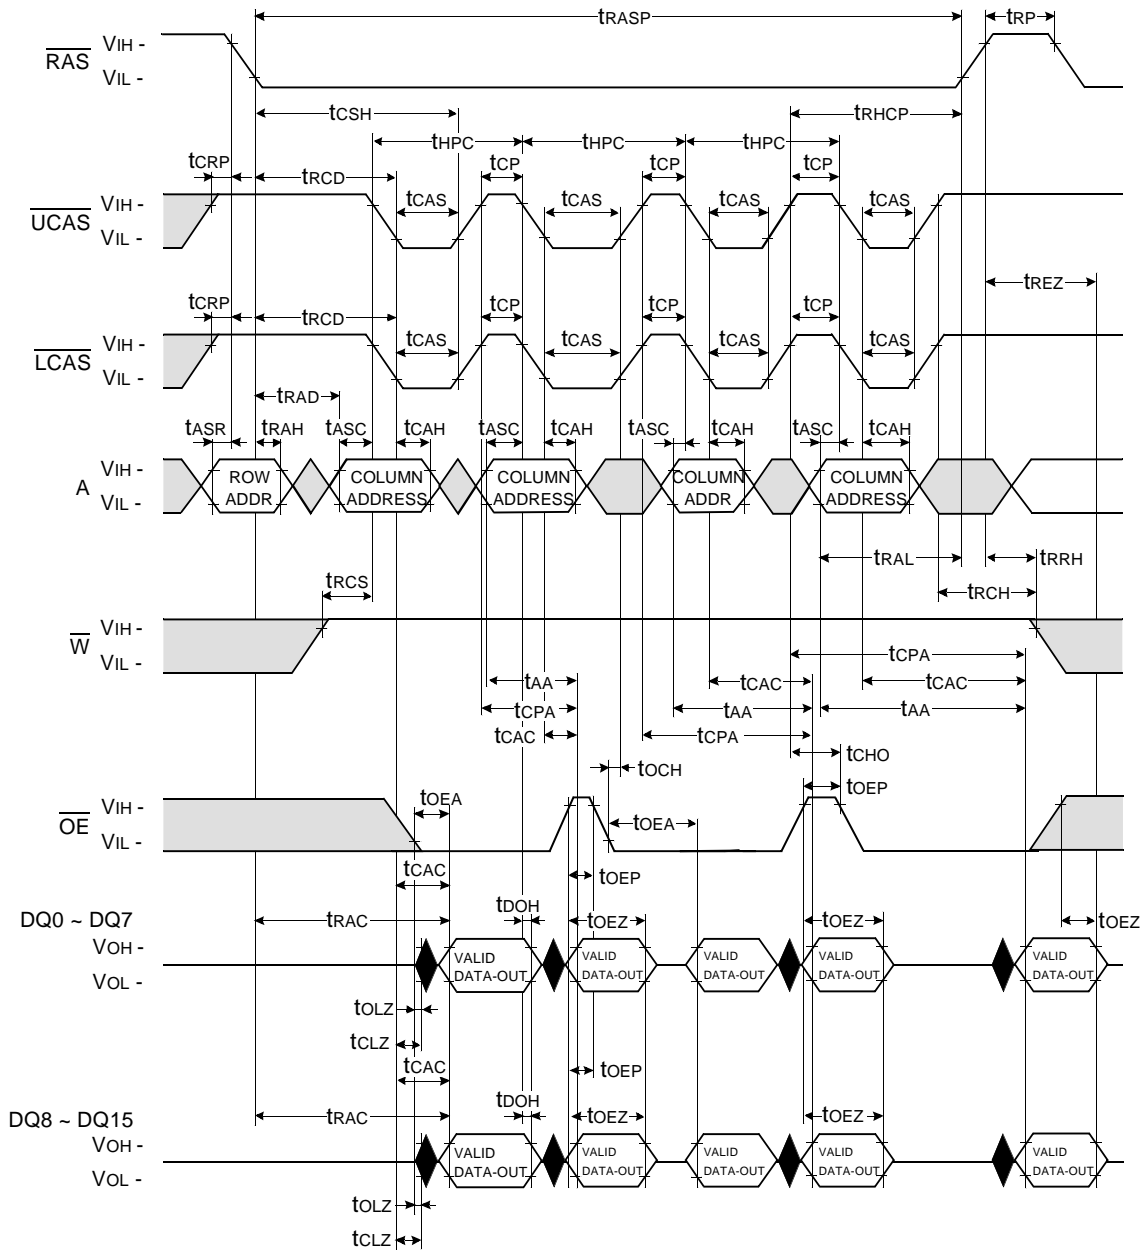 tRASP tRP
RAS VIH - VIL -
tCSH tRHCP
tHPC tHPC tHPC
tCRP tRCD tCP tCP tCP
UCAS VIH - VIL -
tCAS tCAS tCAS tCAS
tREZ
tCRP tRCD tCP tCP tCP
LCAS VIH - VIL -
tCAS tCAS tCAS tCAS
tRAD
tASR tRAH tASC tCAH tASC tCAH tASC tCAH tASC tCAH
A VIH - VIL -
ROW ADDR
COLUMN ADDRESS
COLUMN ADDRESS
COLUMN ADDR
COLUMN ADDRESS
tRAL tRRH
tRCS tRCH
W VIH - VIL -
tCPA
tAA tCAC tCAC
tCPA tAA tAA
tCAC tCPA
tCHO
tOCH
tOEP
OE VIH - VIL -
tOEA tOEA
tCAC tOEP
DQ0 ~ DQ7
tRAC tDOH tOEZ tOEZ tOEZ
VOH - VOL -
VALID DATA-OUT
VALID DATA-OUT
VALID DATA-OUT
VALID DATA-OUT
VALID DATA-OUT
tOLZ
tCLZ
tCAC tOEP
DQ8 ~ DQ15
tRAC tDOH tOEZ tOEZ
VOH - VOL -
VALID DATA-OUT
VALID DATA-OUT
VALID DATA-OUT
VALID DATA-OUT
VALID DATA-OUT
tOLZ
tCLZ